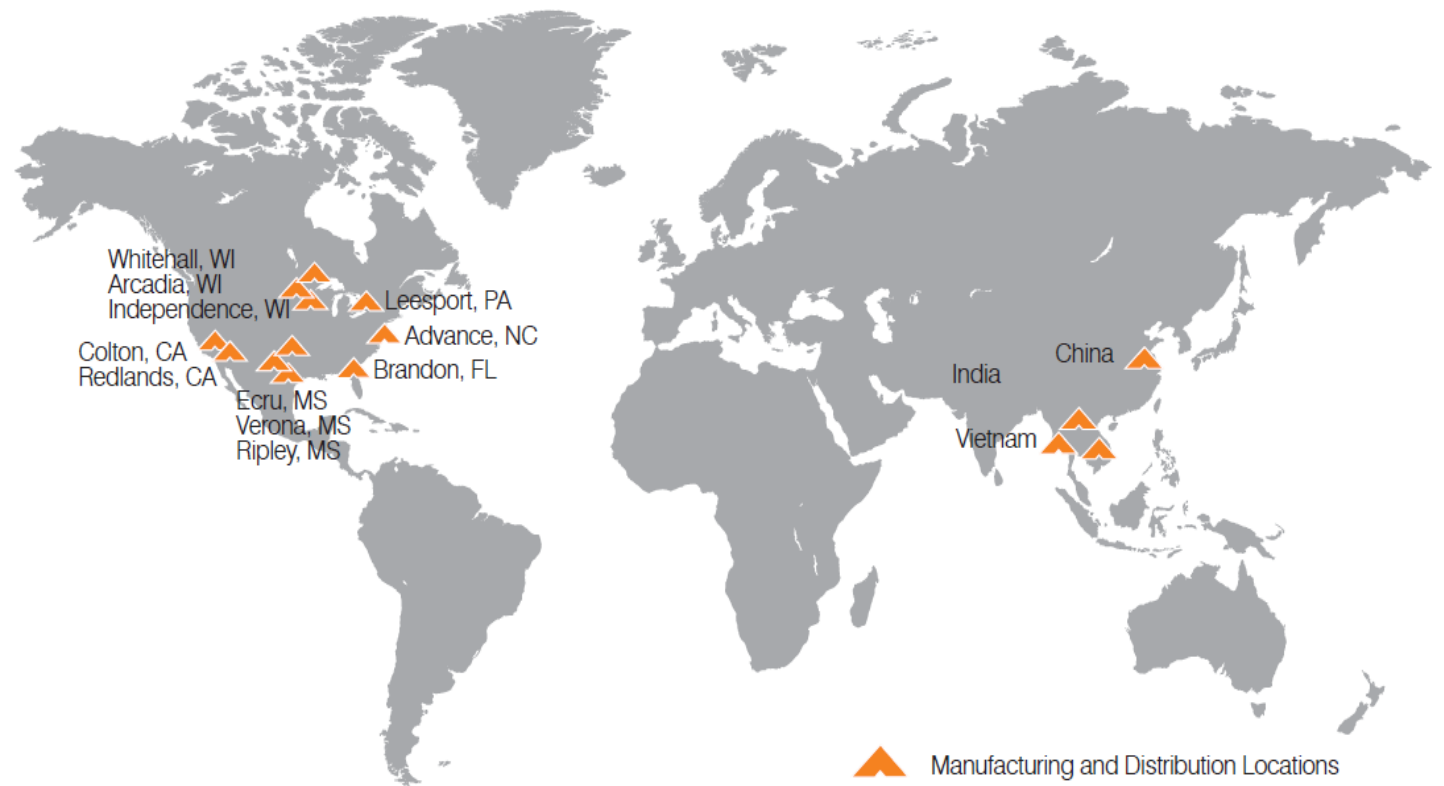 Whitehall, WI
Arcadia, WI
Independence, WI
Leesport, PA
Advance, NC
Colton, CA
Redlands, CA
Brandon, FL
Ecru, MS
Verona, MS
Ripley, MS
China
India
Vietnam
Manufacturing and Distribution Locations